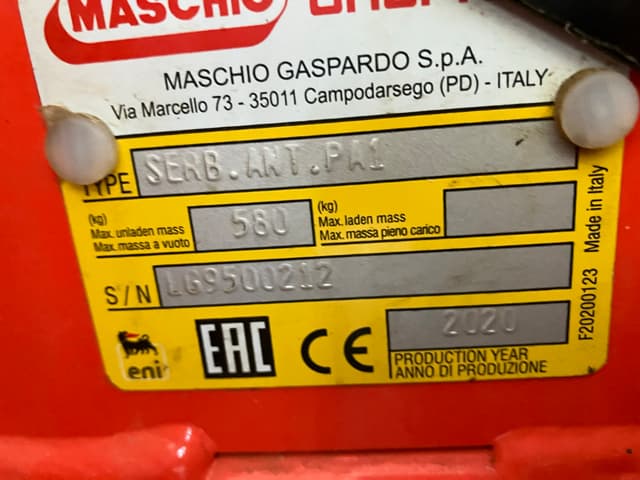 MASCHIO
MASCHIO GASPARDO S.p.A.
Via Marcello 73 - 35011 Campodarsego (PD) - ITALY
TYPE SERB.ANT.PA1
(kg)
Max. unladen mass
Max. massa a vuoto
580
(kg)
Max. laden mass
Max. massa pieno carico
S/N LG9500212
eni
EAC
CE
2020
PRODUCTION YEAR
ANNO DI PRODUZIONE
F20200123 Made in Italy